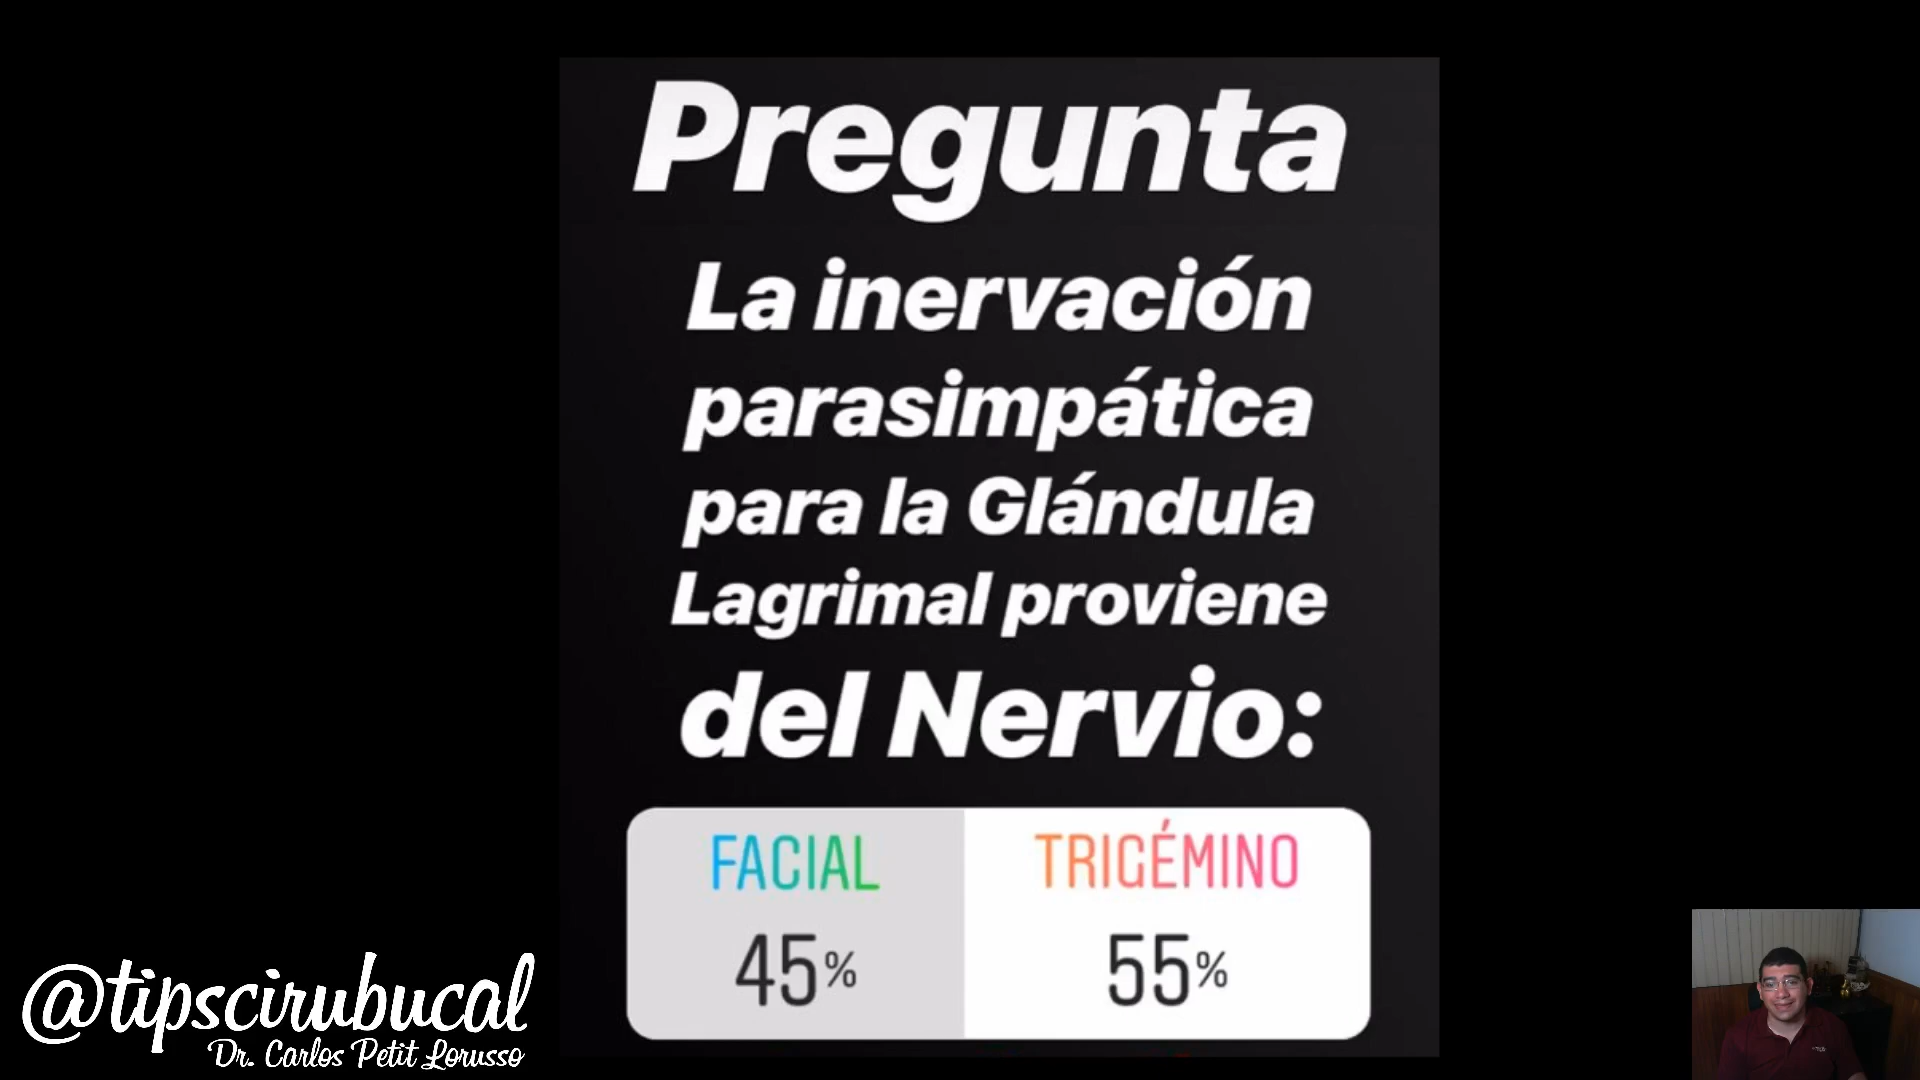 Pregunta
La inervación
parasimpática
para la Glándula
Lagrimal proviene
del Nervio:
FACIAL TRIGÉMINO
45% 55%
@tipscirubucal
Dr. Carlos Petit Lorusso